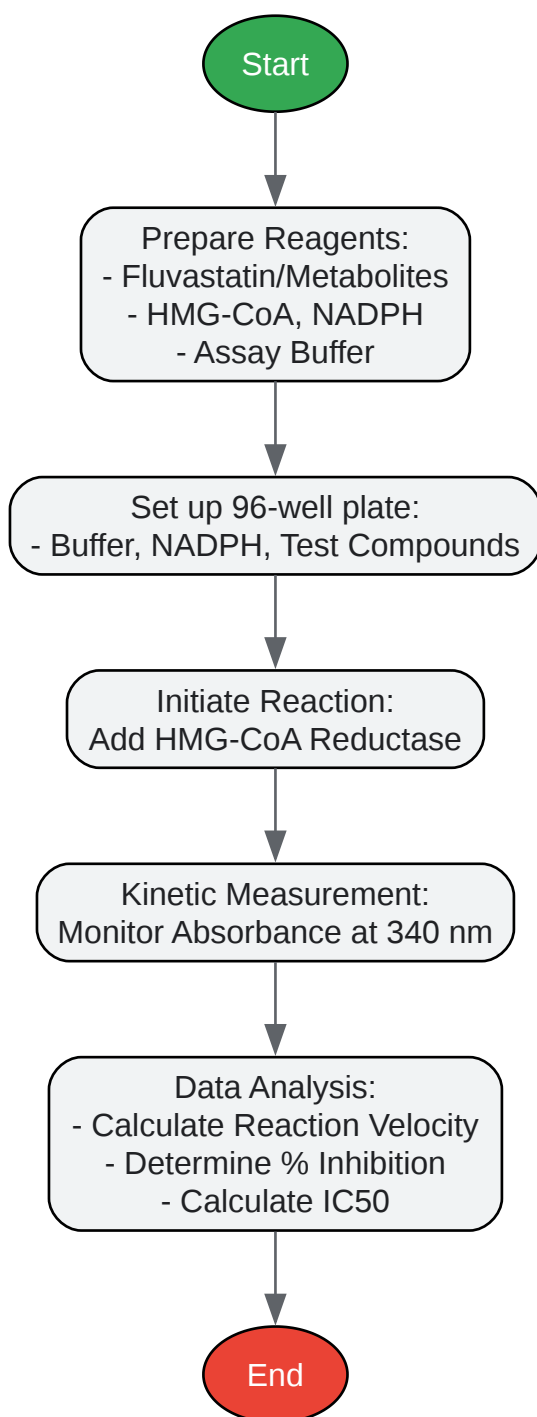 Start
Prepare Reagents:
- Fluvastatin/Metabolites
- HMG-CoA, NADPH
- Assay Buffer
Set up 96-well plate:
- Buffer, NADPH, Test Compounds
Initiate Reaction:
Add HMG-CoA Reductase
Kinetic Measurement:
Monitor Absorbance at 340 nm
Data Analysis:
- Calculate Reaction Velocity
- Determine % Inhibition
- Calculate IC50
End